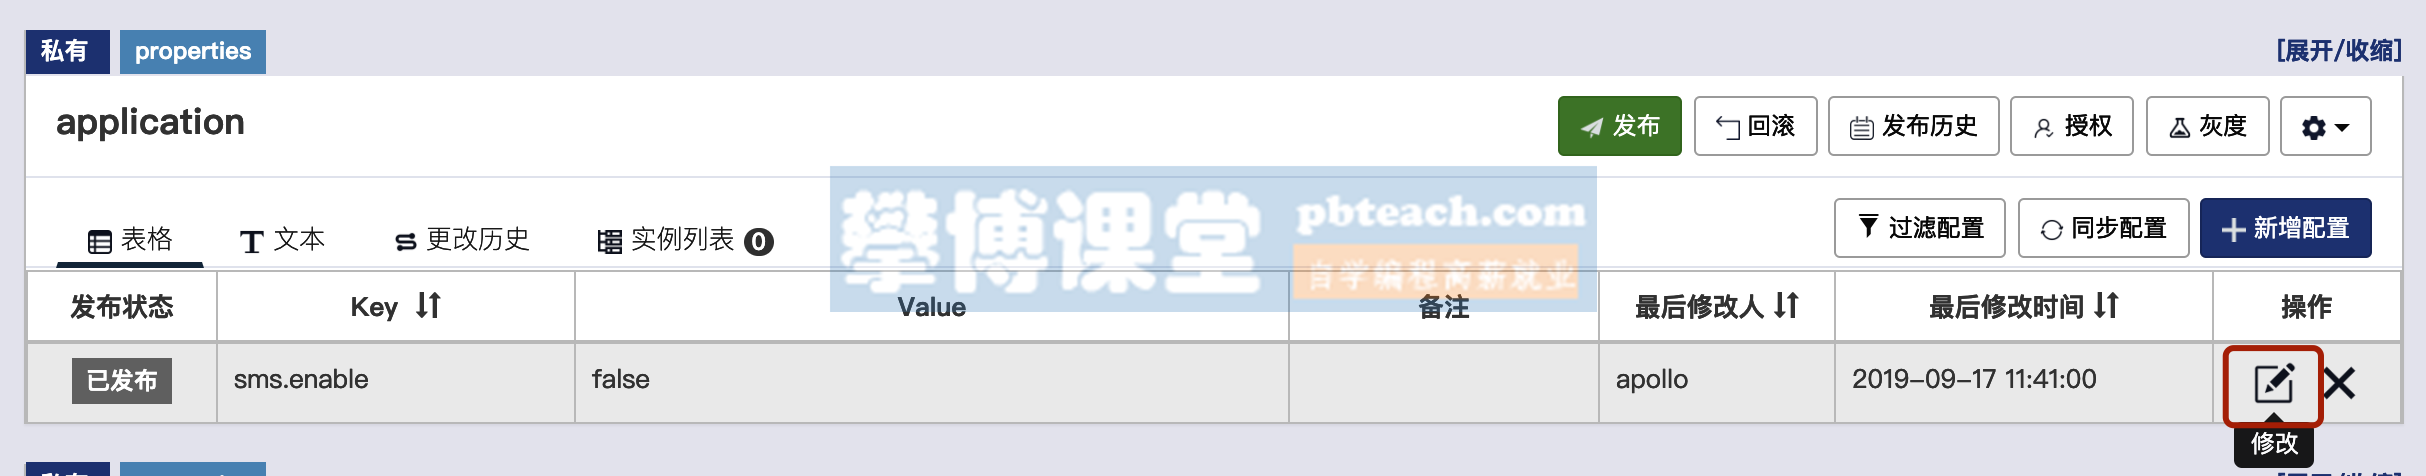 私有 properties [展开/收缩]
application 发布 回滚 发布历史 授权 灰度
攀博课堂 pbteach.com
自学编程高薪就业
表格 文本 更改历史 实例列表 0 过滤配置 同步配置 新增配置
发布状态 Key Value 备注 最后修改人 最后修改时间 操作
已发布 sms.enable false apollo 2019-09-17 11:41:00
修改